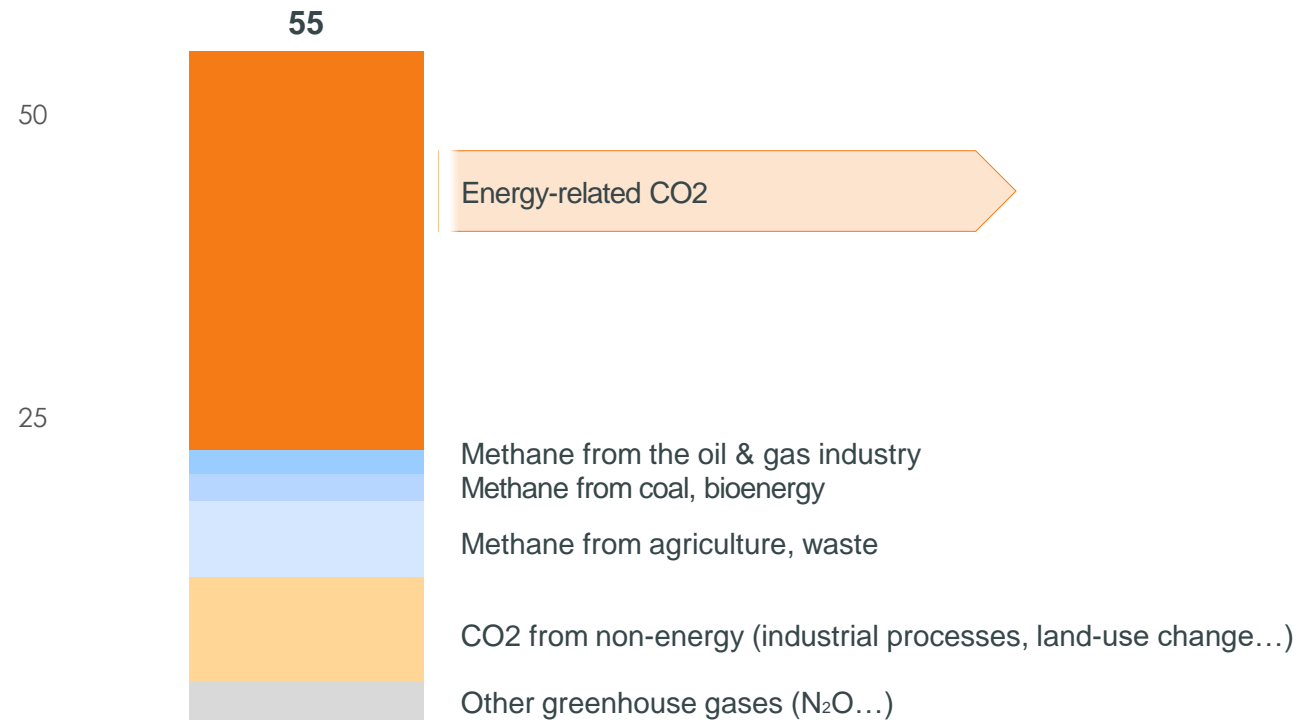 55
50
Energy-related CO2
25
Methane from the oil & gas industry
Methane from coal, bioenergy
Methane from agriculture, waste
CO2 from non-energy (industrial processes, land-use change…)
Other greenhouse gases (N₂O…)